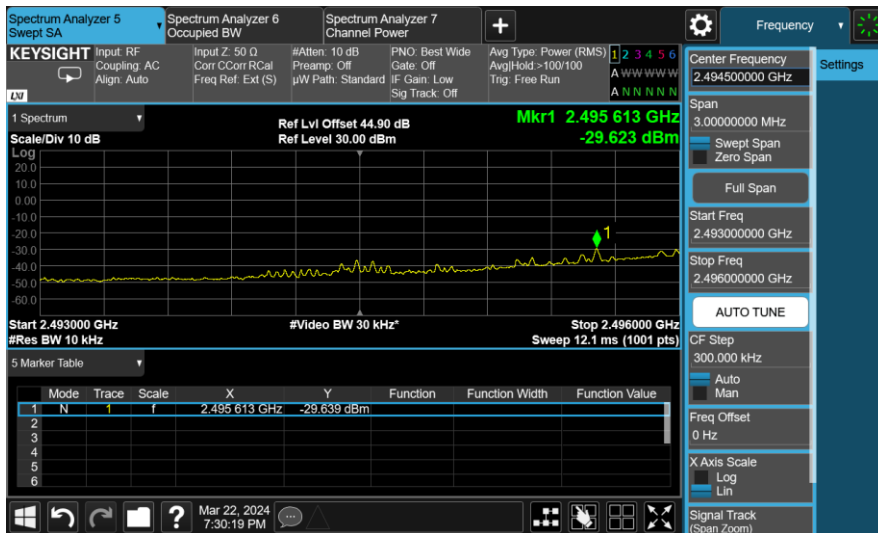 Spectrum Analyzer 5
Swept SA
Spectrum Analyzer 6
Occupied BW
Spectrum Analyzer 7
Channel Power
Frequency
KEYSIGHT
LXI
Input: RF
Coupling: AC
Align: Auto
Input Z: 50 Ω
Corr CCorr RCal
Freq Ref: Ext (S)
#Atten: 10 dB
Preamp: Off
µW Path: Standard
PNO: Best Wide
Gate: Off
IF Gain: Low
Sig Track: Off
Avg Type: Power (RMS)
Avg|Hold:>100/100
Trig: Free Run
1 2 3 4 5 6
A W W W W W
A N N N N N
1 Spectrum
Scale/Div 10 dB
Ref Lvl Offset 44.90 dB
Ref Level 30.00 dBm
Mkr1 2.495 613 GHz
-29.623 dBm
Log
20.0
10.0
0.00
-10.0
-20.0
-30.0
-40.0
-50.0
-60.0
1
Start 2.493000 GHz
#Res BW 10 kHz
#Video BW 30 kHz*
Stop 2.496000 GHz
Sweep 12.1 ms (1001 pts)
5 Marker Table
Mode Trace Scale X Y Function Function Width Function Value
1 N 1 f 2.495 613 GHz -29.639 dBm
2
3
4
5
6
Mar 22, 2024
7:30:19 PM
Center Frequency
2.494500000 GHz
Span
3.00000000 MHz
Swept Span
Zero Span
Full Span
Start Freq
2.493000000 GHz
Stop Freq
2.496000000 GHz
AUTO TUNE
CF Step
300.000 kHz
Auto
Man
Freq Offset
0 Hz
X Axis Scale
Log
Lin
Signal Track
(Span Zoom)
Settings